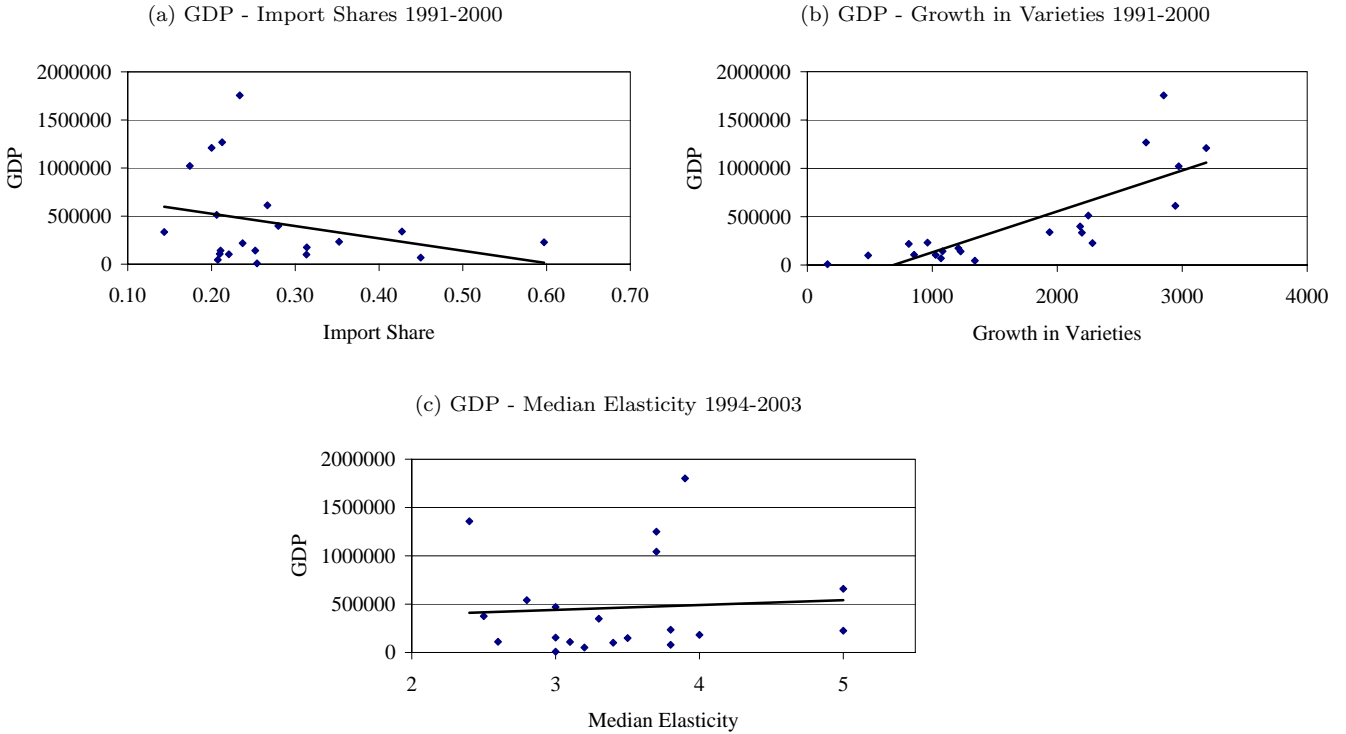 (a) GDP - Import Shares 1991-2000
2000000
1500000
1000000
500000
0
GDP
0.10 0.20 0.30 0.40 0.50 0.60 0.70
Import Share
(b) GDP - Growth in Varieties 1991-2000
2000000
1500000
1000000
500000
0
GDP
0 1000 2000 3000 4000
Growth in Varieties
(c) GDP - Median Elasticity 1994-2003
2000000
1500000
1000000
500000
0
GDP
2 3 4 5
Median Elasticity